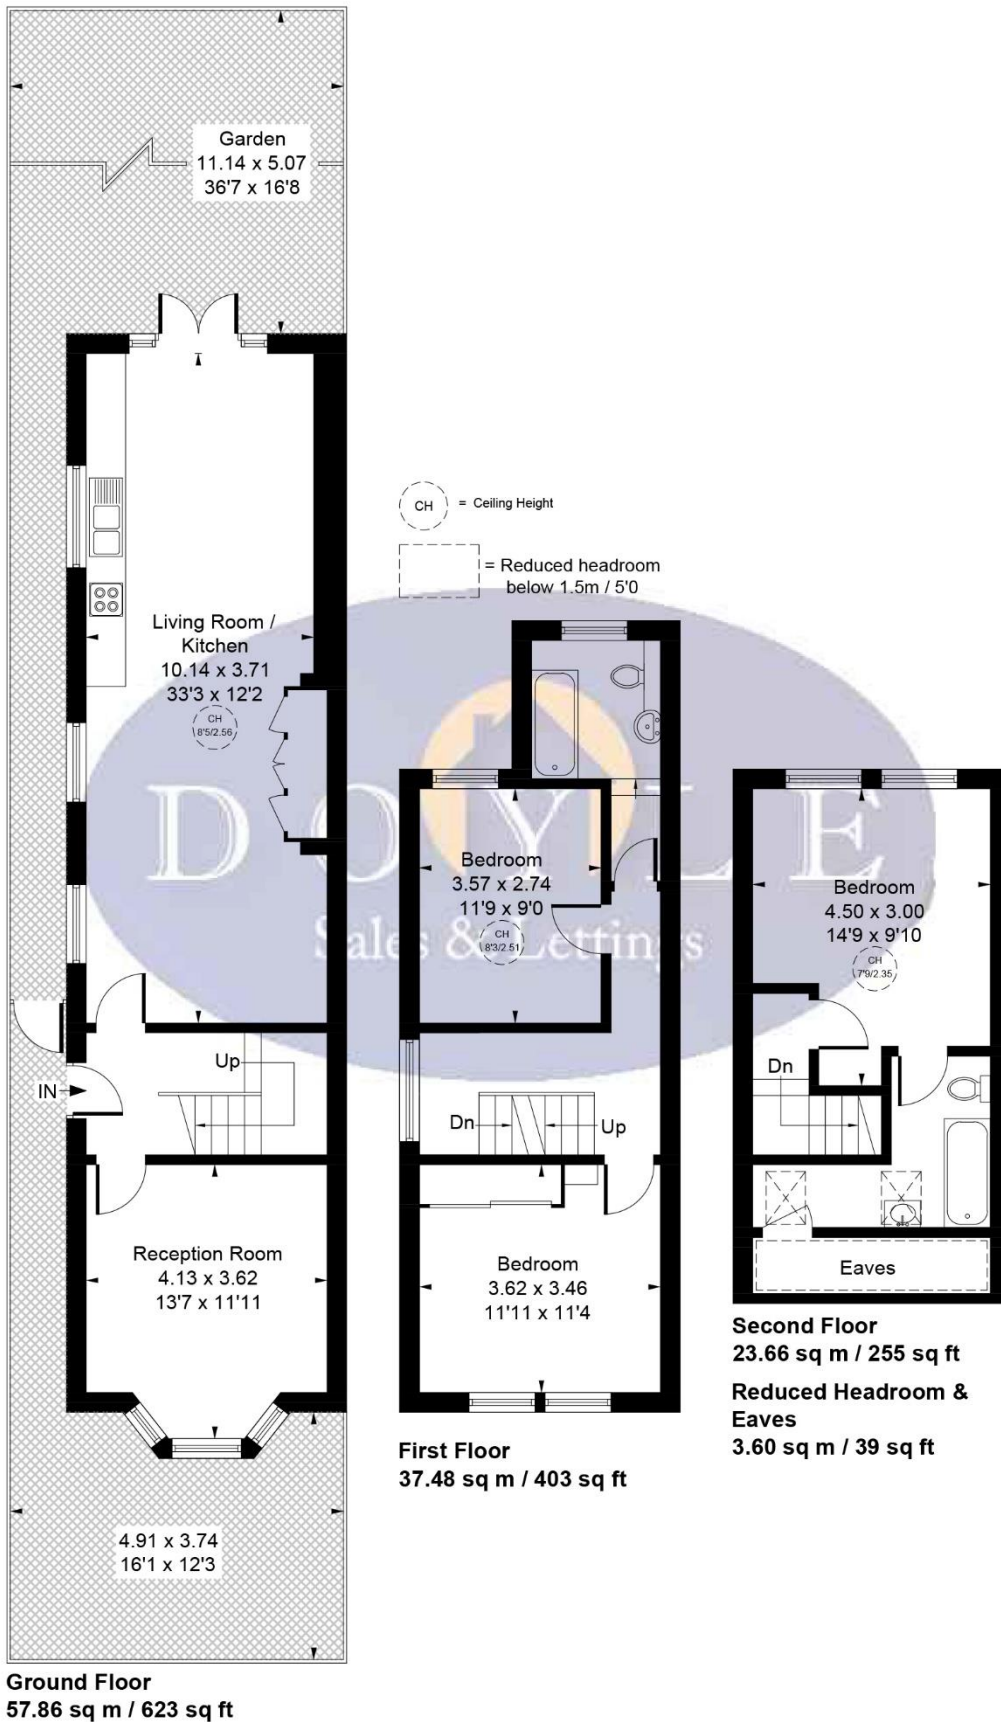 Garden
11.14 x 5.07
36'7 x 16'8
CH
= Ceiling Height
= Reduced headroom
below 1.5m / 5'0
Living Room /
Kitchen
10.14 x 3.71
33'3 x 12'2
CH
8'5/2.56
DOYLE
Sales & Lettings
Bedroom
3.57 x 2.74
11'9 x 9'0
CH
8'3/2.51
Bedroom
4.50 x 3.00
14'9 x 9'10
CH
7'9/2.35
Up
IN
Dn
Up
Dn
Reception Room
4.13 x 3.62
13'7 x 11'11
Bedroom
3.62 x 3.46
11'11 x 11'4
Eaves
Second Floor
23.66 sq m / 255 sq ft
Reduced Headroom &
Eaves
3.60 sq m / 39 sq ft
First Floor
37.48 sq m / 403 sq ft
4.91 x 3.74
16'1 x 12'3
Ground Floor
57.86 sq m / 623 sq ft